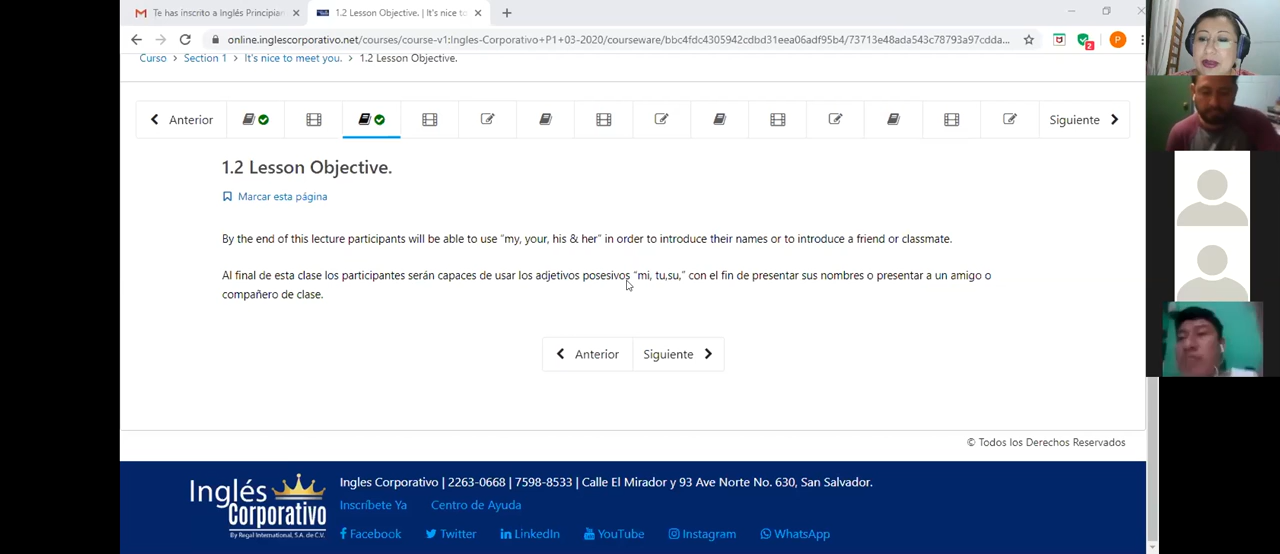 Te has inscrito a Inglés Principian
1.2 Lesson Objective. | It's nice to
online.inglescorporativo.net/courses/course-v1:Ingles-Corporativo+P1+03-2020/courseware/bbc4fdc4305942cdbd31eea06adf95b4/73713e48ada543c78793a97cdda...
2
P
Curso > Section 1 > It's nice to meet you. > 1.2 Lesson Objective.
Anterior
Siguiente
1.2 Lesson Objective.
Marcar esta página
By the end of this lecture participants will be able to use "my, your, his & her" in order to introduce their names or to introduce a friend or classmate.
Al final de esta clase los participantes serán capaces de usar los adjetivos posesivos "mi, tu,su," con el fin de presentar sus nombres o presentar a un amigo o
compañero de clase.
Anterior
Siguiente
© Todos los Derechos Reservados
Inglés
Corporativo
By Regal International, S.A. de C.V.
Ingles Corporativo | 2263-0668 | 7598-8533 | Calle El Mirador y 93 Ave Norte No. 630, San Salvador.
Inscríbete Ya Centro de Ayuda
Facebook Twitter LinkedIn YouTube Instagram WhatsApp